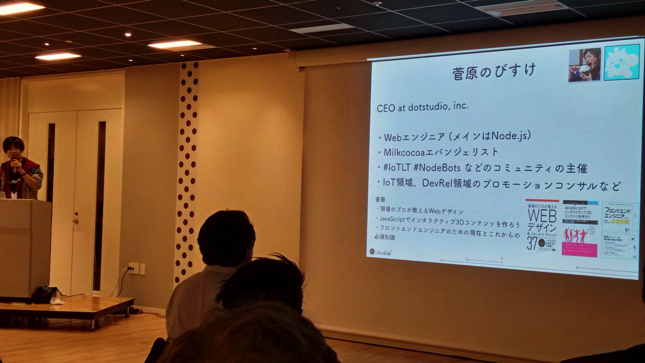 菅原のびすけ
CEO at dotstudio, inc.
・Webエンジニア (メインはNode.js)
・Milkcocoaエバンジェリスト
・#IoTLT #NodeBots などのコミュニティの主催
・IoT領域、DevRel領域のプロモーションコンサルなど
書籍:
・現場のプロが教えるWebデザイン
・JavaScriptでインタラクティブ3Dコンテンツを作ろう
・フロントエンドエンジニアのための現在とこれからの
必須知識
WEB
デザイン
37
フロントエンド
エンジニア
studio